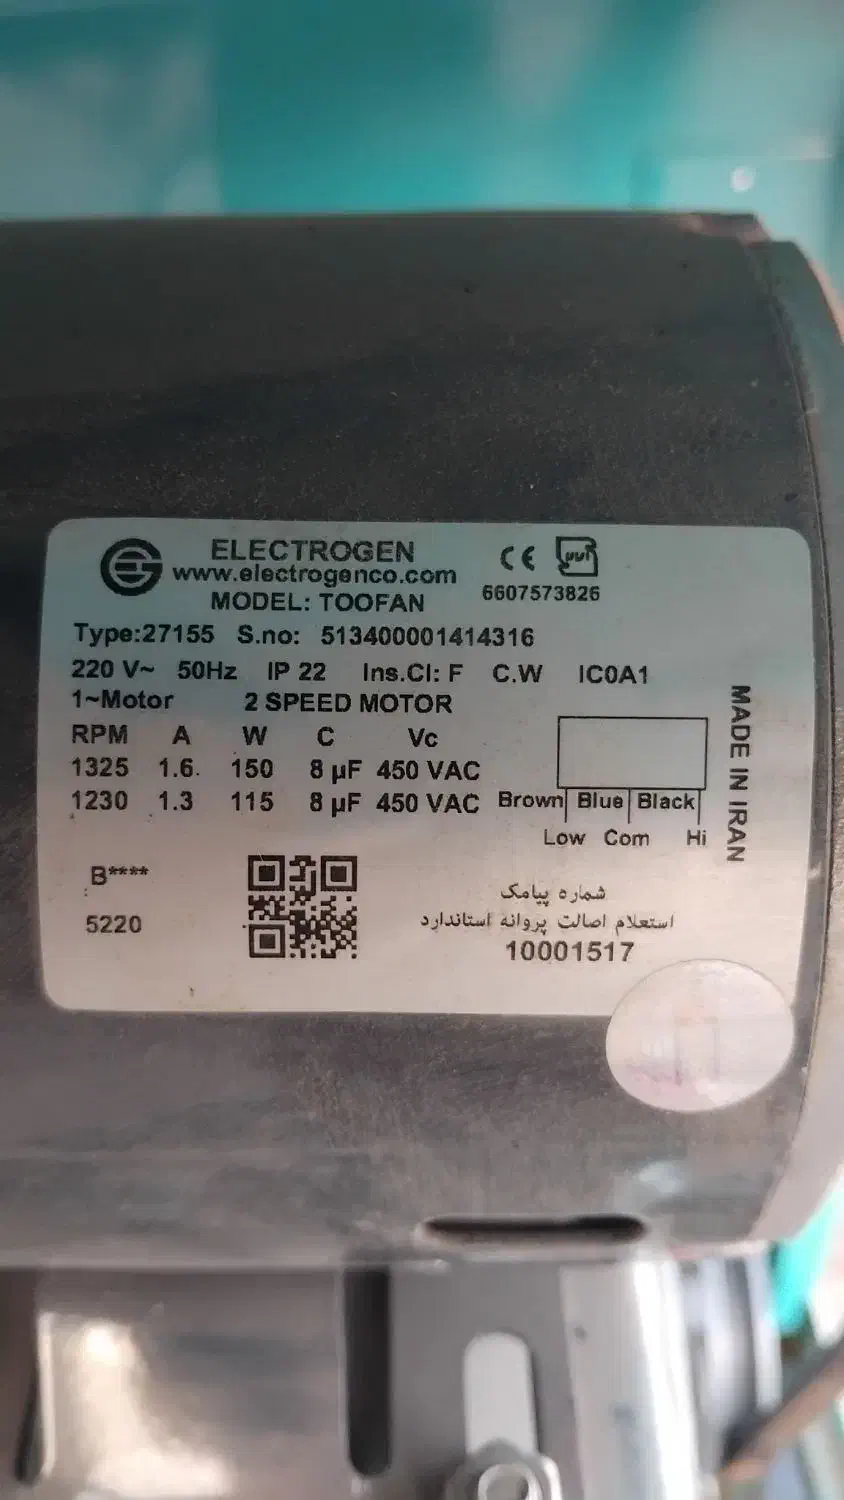 ELECTROGEN
www.electrogenco.com
MODEL: TOOFAN
CE
6607573826
Type:27155 S.no: 513400001414316
220 V~ 50Hz IP 22 Ins.Cl: F C.W IC0A1
1~Motor 2 SPEED MOTOR
RPM A W C Vc
1325 1.6 150 8 µF 450 VAC
1230 1.3 115 8 µF 450 VAC
Brown Blue Black
Low Com Hi
MADE IN IRAN
B****
5220
شماره پیامک
استعلام اصالت پروانه استاندارد
10001517